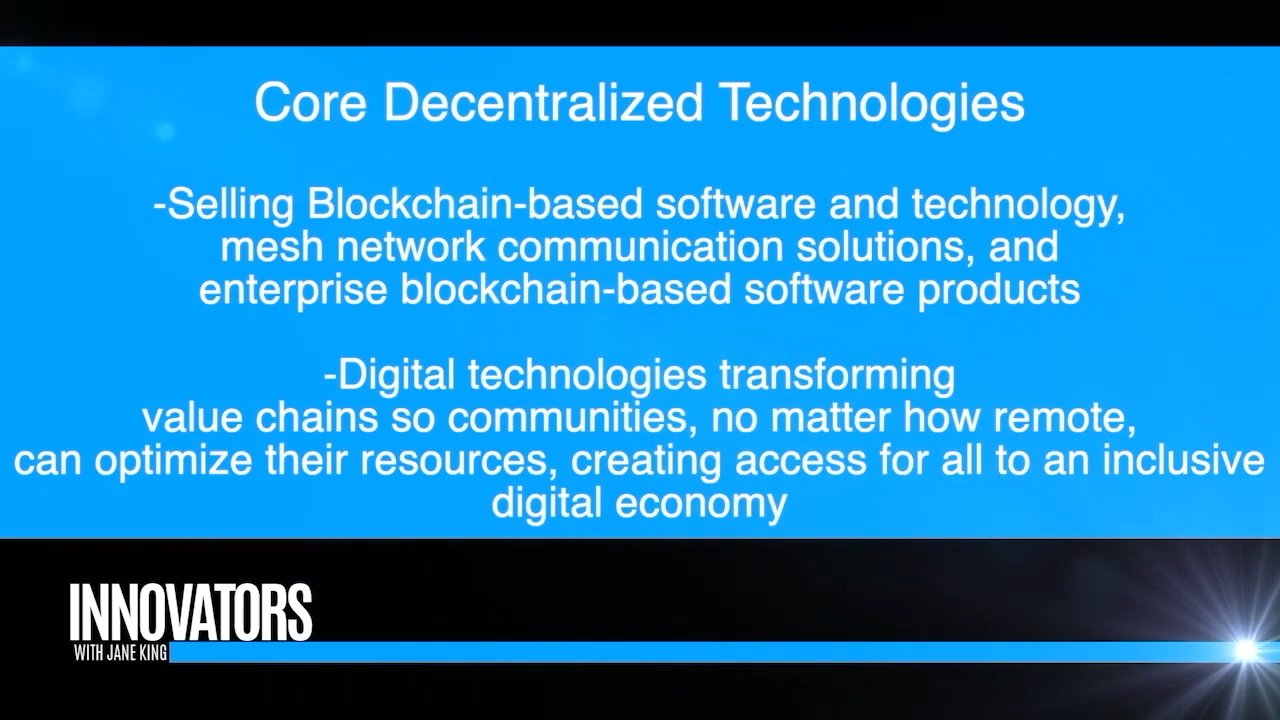 Core Decentralized Technologies
-Selling Blockchain-based software and technology,
mesh network communication solutions, and
enterprise blockchain-based software products
-Digital technologies transforming
value chains so communities, no matter how remote,
can optimize their resources, creating access for all to an inclusive
digital economy
INNOVATORS
WITH JANE KING